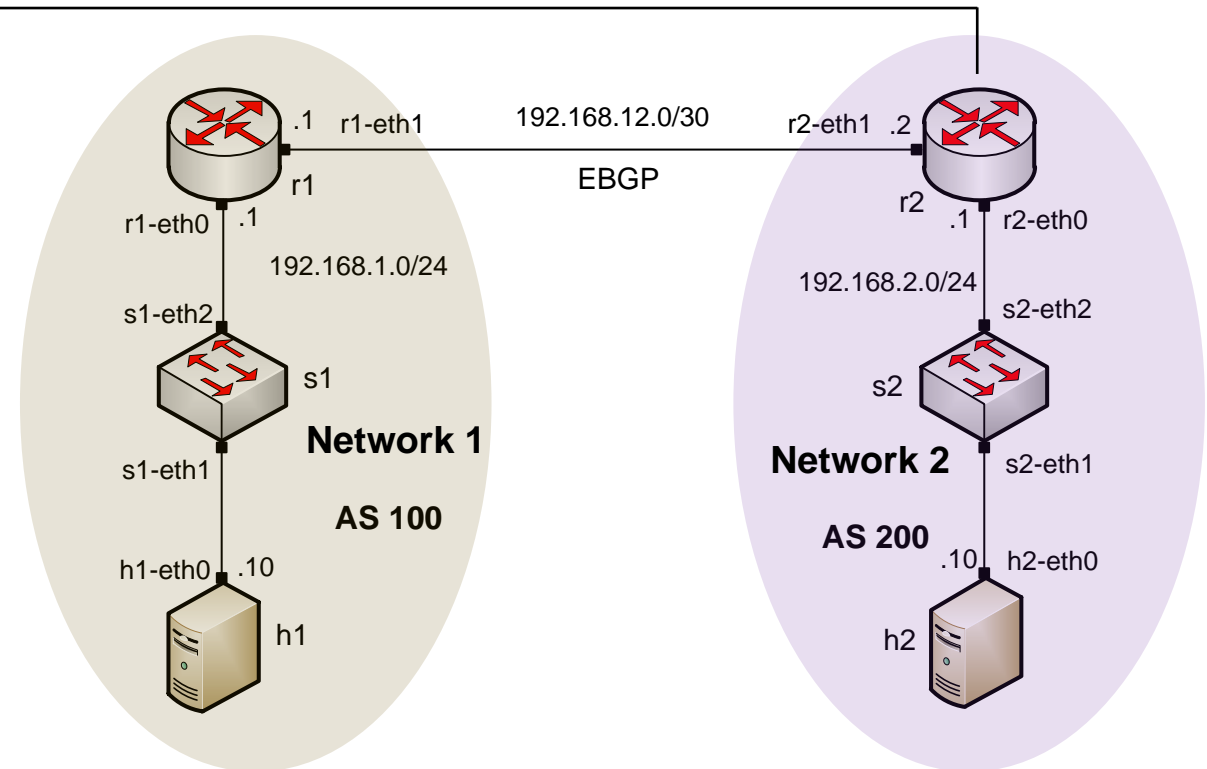 .1
r1-eth1
192.168.12.0/30
r2-eth1
.2
EBGP
r1
r2
r1-eth0
.1
.1
r2-eth0
192.168.1.0/24
192.168.2.0/24
s1-eth2
s2-eth2
s1
s2
Network 1
Network 2
s1-eth1
s2-eth1
AS 100
AS 200
h1-eth0
.10
.10
h2-eth0
h1
h2